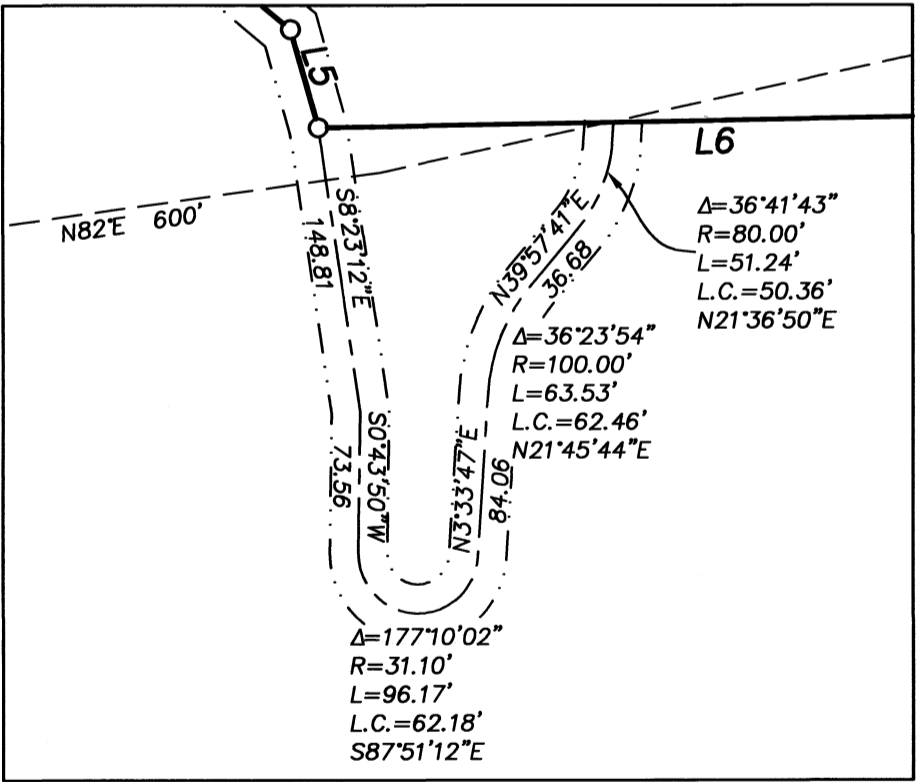 L5
L6
N82°E 600'
S8°23'12"E
148.81
N39°57'41"E
36.68
Δ=36°41'43"
R=80.00'
L=51.24'
L.C.=50.36'
N21°36'50"E
Δ=36°23'54"
R=100.00'
L=63.53'
L.C.=62.46'
N21°45'44"E
S0°43'50"W
73.56
N3°33'47"E
84.06
Δ=177°10'02"
R=31.10'
L=96.17'
L.C.=62.18'
S87°51'12"E